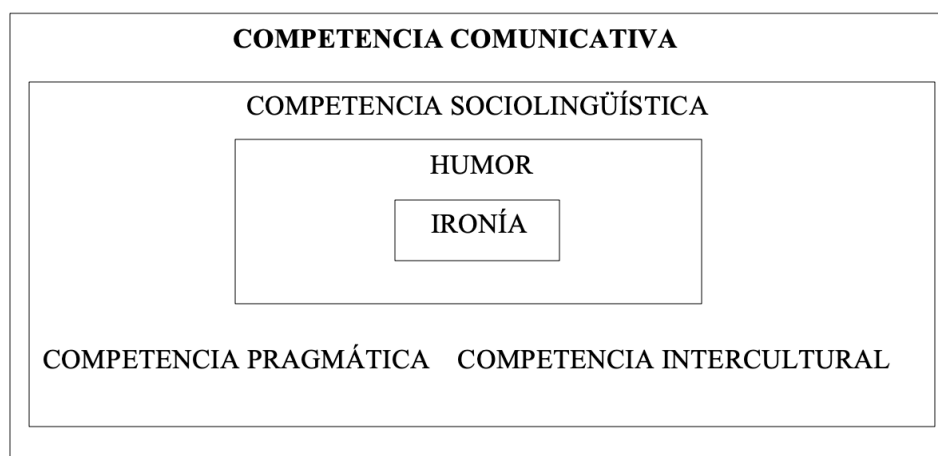 COMPETENCIA COMUNICATIVA
COMPETENCIA SOCIOLINGÜÍSTICA
HUMOR
IRONÍA
COMPETENCIA PRAGMÁTICA COMPETENCIA INTERCULTURAL